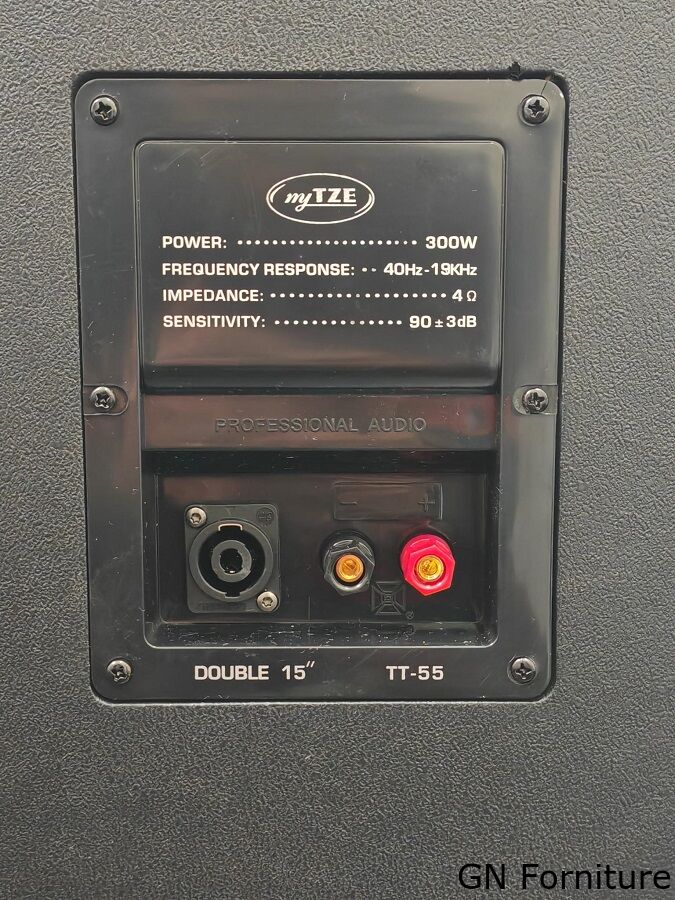 myTZE
POWER: ...................... 300W
FREQUENCY RESPONSE: .. 40Hz-19KHz
IMPEDANCE: .................... 4 Ω
SENSITIVITY: ............... 90 ± 3dB
PROFESSIONAL AUDIO
− +
DOUBLE 15" TT-55
GN Forniture